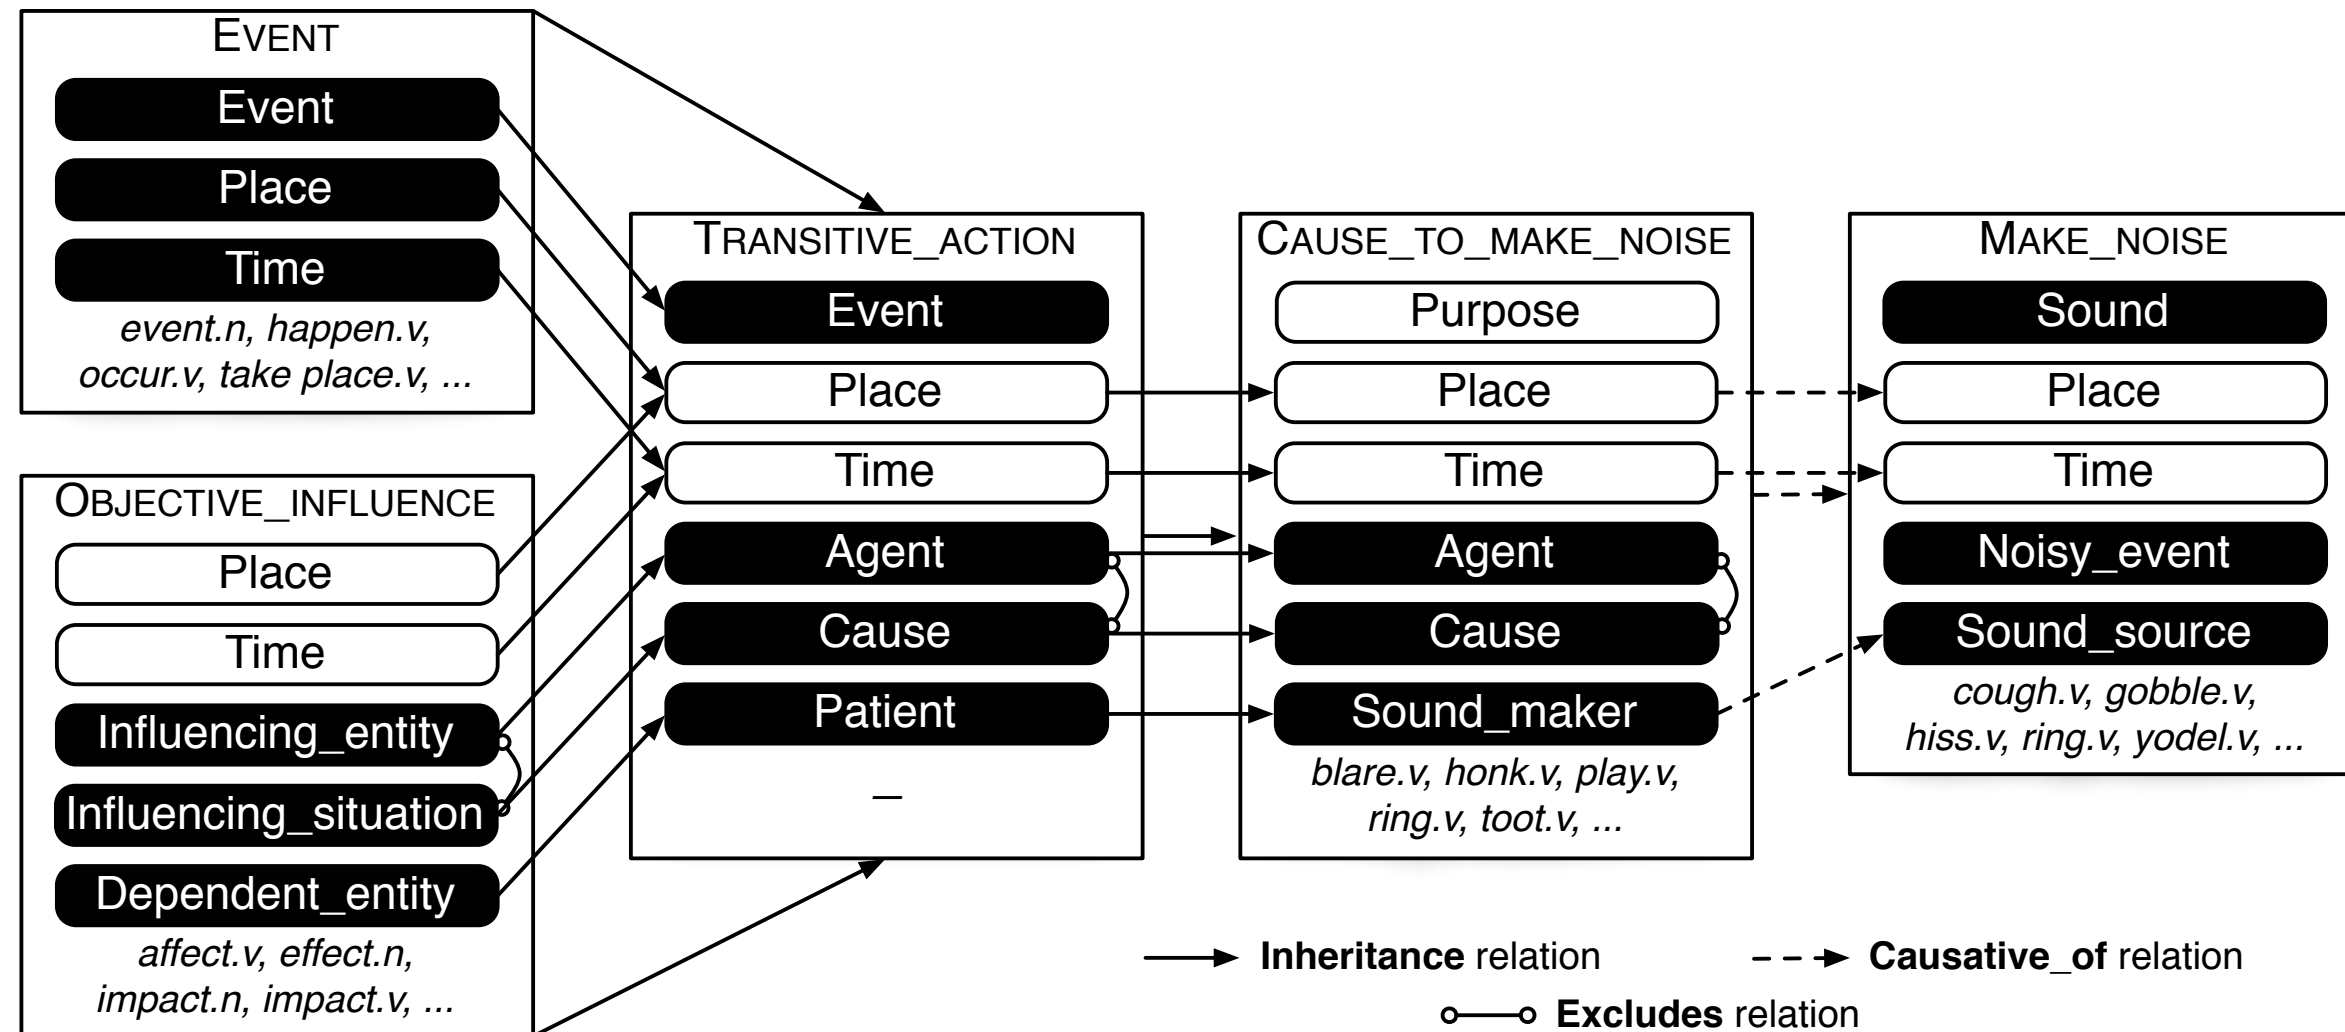 EVENT
Event
Place
Time
event.n, happen.v,
occur.v, take place.v, ...
OBJECTIVE_INFLUENCE
Place
Time
Influencing_entity
Influencing_situation
Dependent_entity
affect.v, effect.n,
impact.n, impact.v, ...
TRANSITIVE_ACTION
Event
Place
Time
Agent
Cause
Patient
–
CAUSE_TO_MAKE_NOISE
Purpose
Place
Time
Agent
Cause
Sound_maker
blare.v, honk.v, play.v,
ring.v, toot.v, ...
MAKE_NOISE
Sound
Place
Time
Noisy_event
Sound_source
cough.v, gobble.v,
hiss.v, ring.v, yodel.v, ...
Inheritance relation
Causative_of relation
Excludes relation